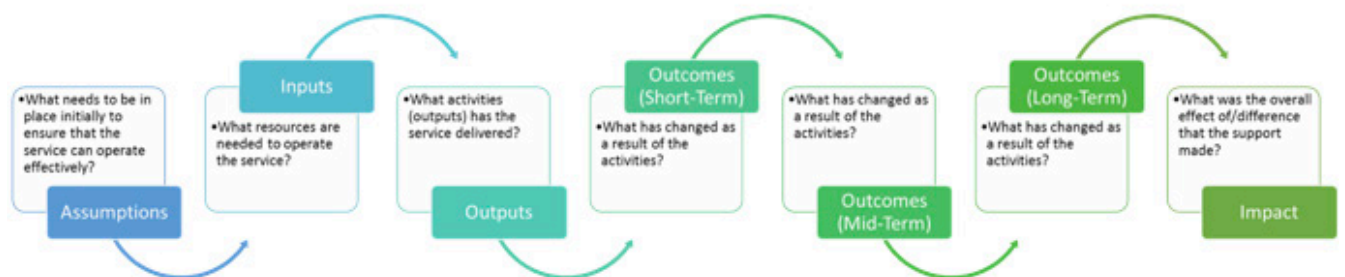 •What needs to be in
place initially to
ensure that the
service can operate
effectively?
Assumptions
Inputs
•What resources are
needed to operate
the service?
•What activities
(outputs) has the
service delivered?
Outputs
Outcomes
(Short-Term)
•What has changed as
a result of the
activities?
•What has changed as
a result of the
activities?
Outcomes
(Mid-Term)
Outcomes
(Long-Term)
•What has changed as
a result of the
activities?
•What was the overall
effect of/difference
that the support
made?
Impact